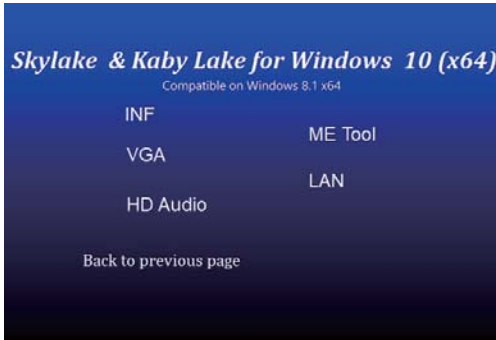 Skylake & Kaby Lake for Windows 10 (x64)
Compatible on Windows 8.1 x64
INF
ME Tool
VGA
LAN
HD Audio
Back to previous page